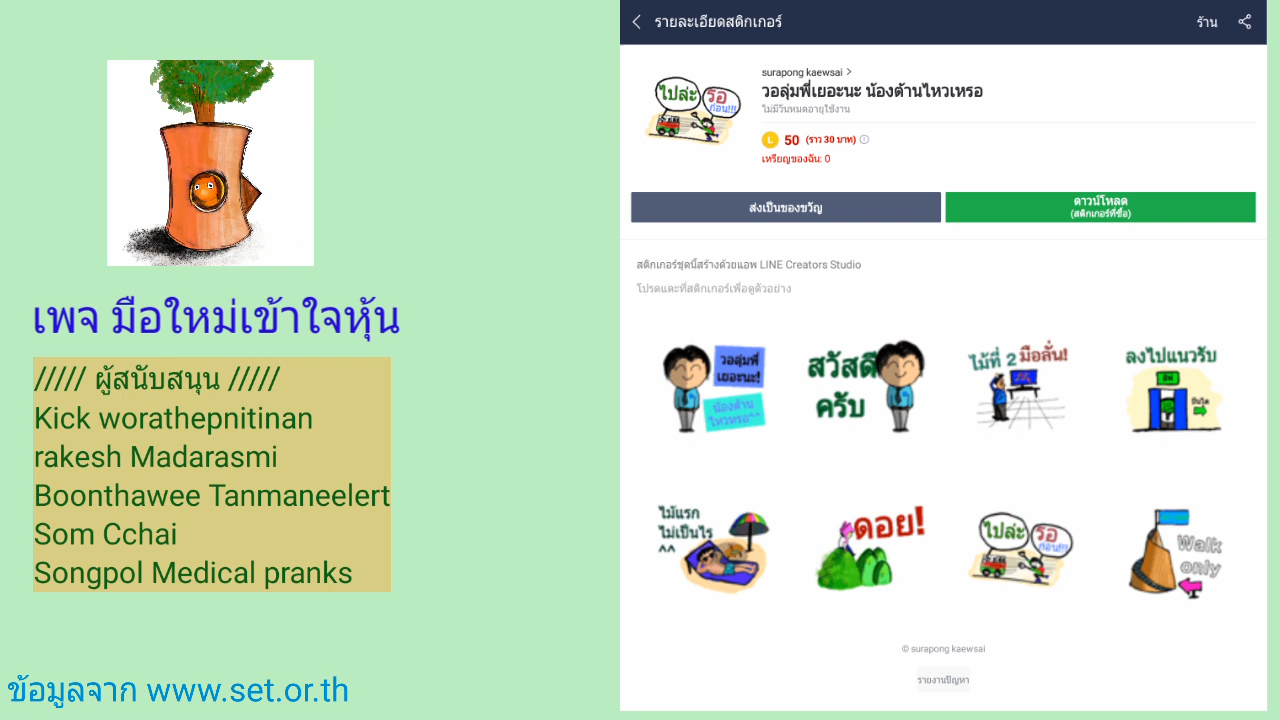 เพจ มือใหม่เข้าใจหุ้น
///// ผู้สนับสนุน /////
Kick worathepnitinan
rakesh Madarasmi
Boonthawee Tanmaneelert
Som Cchai
Songpol Medical pranks
ข้อมูลจาก www.set.or.th
รายละเอียดสติกเกอร์
ร้าน
ไปล่ะ
รอ
ก่อน!!!
surapong kaewsai >
วอลุ่มพี่เยอะนะ น้องต้านไหวเหรอ
ไม่มีวันหมดอายุใช้งาน
L 50 (ราว 30 บาท)
เหรียญของฉัน: 0
ส่งเป็นของขวัญ
ดาวน์โหลด
(สติกเกอร์ที่ซื้อ)
สติกเกอร์ชุดนี้สร้างด้วยแอพ LINE Creators Studio
โปรดแตะที่สติกเกอร์เพื่อดูตัวอย่าง
วอลุ่มพี่
เยอะนะ!
น้องต้าน
ไหวหรอ^^
สวัสดี
ครับ
ไม้ที่ 2 มือลั่น!
ลงไปแนวรับ
ไม้แรก
ไม่เป็นไร
^^
ดอย!
ไปล่ะ
รอ
ก่อน!!!
Walk
only
© surapong kaewsai
รายงานปัญหา